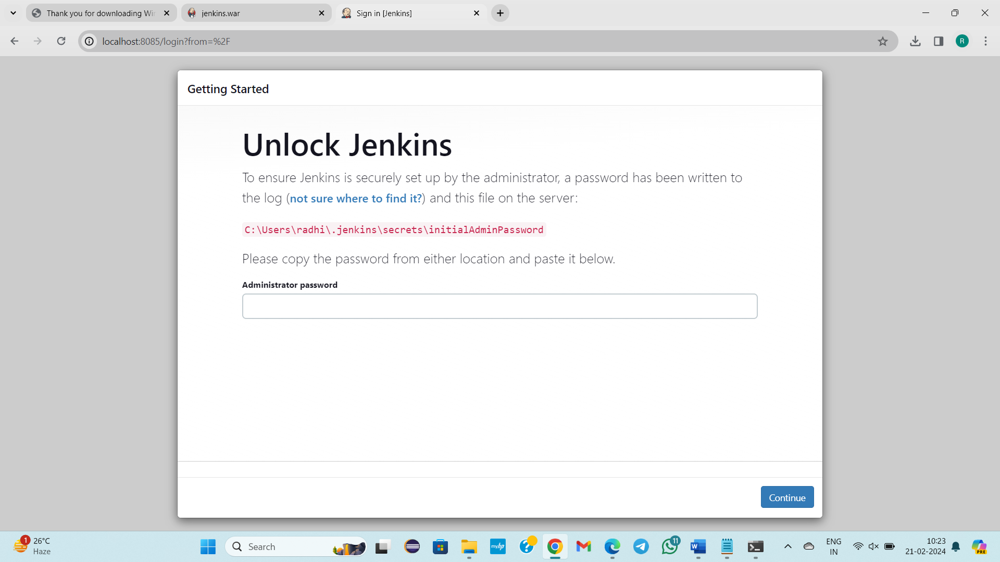 Thank you for downloading Wi
jenkins.war
Sign in [Jenkins]
localhost:8085/login?from=%2F
R
Getting Started
Unlock Jenkins
To ensure Jenkins is securely set up by the administrator, a password has been written to
the log (not sure where to find it?) and this file on the server:
C:\Users\radhi\.jenkins\secrets\initialAdminPassword
Please copy the password from either location and paste it below.
Administrator password
Continue
1
26°C
Haze
Search
myhp
11
W
ENG
IN
10:23
21-02-2024
PRE